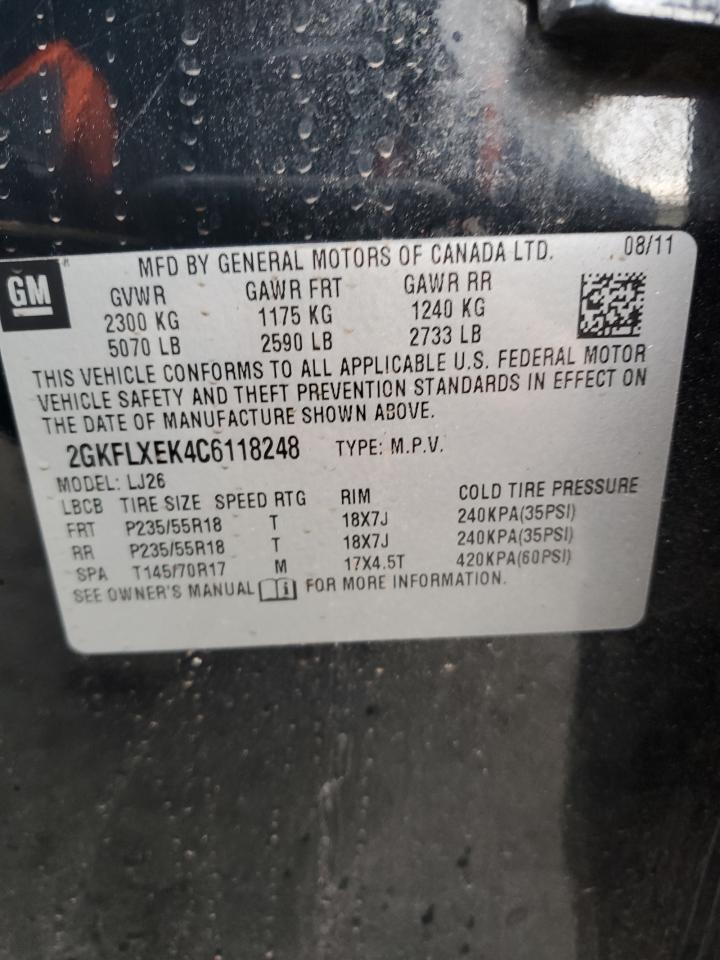 GM
MFD BY GENERAL MOTORS OF CANADA LTD. 08/11
GVWR GAWR FRT GAWR RR
2300 KG 1175 KG 1240 KG
5070 LB 2590 LB 2733 LB
THIS VEHICLE CONFORMS TO ALL APPLICABLE U.S. FEDERAL MOTOR
VEHICLE SAFETY AND THEFT PREVENTION STANDARDS IN EFFECT ON
THE DATE OF MANUFACTURE SHOWN ABOVE.
2GKFLXEK4C6118248 TYPE: M.P.V.
MODEL: LJ26
LBCB TIRE SIZE SPEED RTG RIM COLD TIRE PRESSURE
FRT P235/55R18 T 18X7J 240KPA(35PSI)
RR P235/55R18 T 18X7J 240KPA(35PSI)
SPA T145/70R17 M 17X4.5T 420KPA(60PSI)
SEE OWNER'S MANUAL FOR MORE INFORMATION.